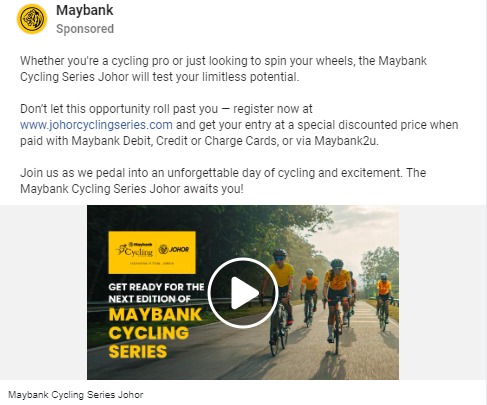 Maybank
Sponsored
Whether you're a cycling pro or just looking to spin your wheels, the Maybank
Cycling Series Johor will test your limitless potential.
Don't let this opportunity roll past you — register now at
www.johorcyclingseries.com and get your entry at a special discounted price when
paid with Maybank Debit, Credit or Charge Cards, or via Maybank2u.
Join us as we pedal into an unforgettable day of cycling and excitement. The
Maybank Cycling Series Johor awaits you!
Maybank
Cycling
JOHOR
GET READY FOR THE
NEXT EDITION OF
MAYBANK
CYCLING
SERIES
Maybank Cycling Series Johor